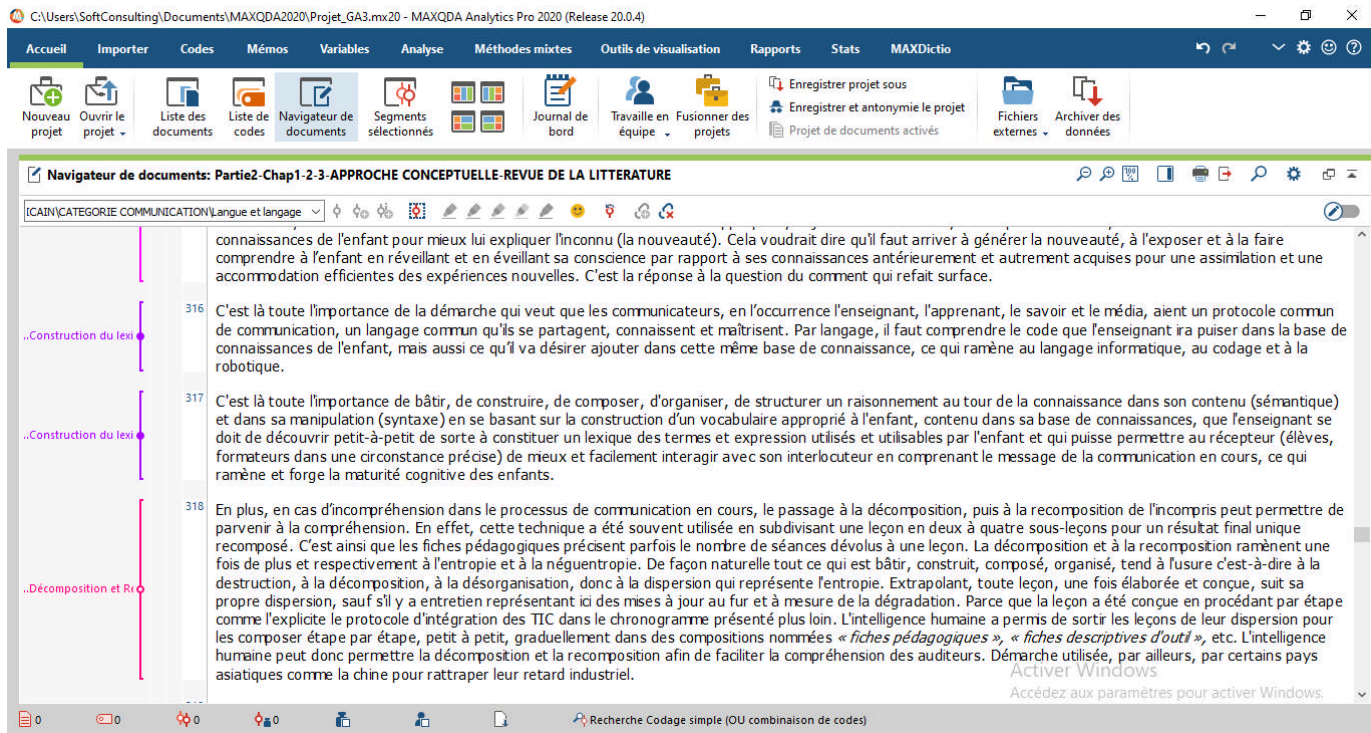 C:\Users\SoftConsulting\Documents\MAXQDA2020\Projet_GA3.mx20 - MAXQDA Analytics Pro 2020 (Release 20.0.4)
Accueil Importer Codes Mémos Variables Analyse Méthodes mixtes Outils de visualisation Rapports Stats MAXDictio
Nouveau projet
Ouvrir le projet
Liste des documents
Liste de codes
Navigateur de documents
Segments sélectionnés
Journal de bord
Travaille en équipe
Fusionner des projets
Enregistrer projet sous
Enregistrer et antonymie le projet
Projet de documents activés
Fichiers externes
Archiver des données
Navigateur de documents: Partie2-Chap1-2-3-APPROCHE CONCEPTUELLE-REVUE DE LA LITTERATURE
ICAIN\CATEGORIE COMMUNICATION\Langue et langage
connaissances de l'enfant pour mieux lui expliquer l'inconnu (la nouveauté). Cela voudrait dire qu'il faut arriver à générer la nouveauté, à l'exposer et à la faire
comprendre à l'enfant en réveillant et en éveillant sa conscience par rapport à ses connaissances antérieurement et autrement acquises pour une assimilation et une
accommodation efficientes des expériences nouvelles. C'est la réponse à la question du comment qui refait surface.
316 C'est là toute l'importance de la démarche qui veut que les communicateurs, en l'occurrence l'enseignant, l'apprenant, le savoir et le média, aient un protocole commun
de communication, un langage commun qu'ils se partagent, connaissent et maîtrisent. Par langage, il faut comprendre le code que l'enseignant ira puiser dans la base de
..Construction du lexi
connaissances de l'enfant, mais aussi ce qu'il va désirer ajouter dans cette même base de connaissance, ce qui ramène au langage informatique, au codage et à la
robotique.
317 C'est là toute l'importance de bâtir, de construire, de composer, d'organiser, de structurer un raisonnement au tour de la connaissance dans son contenu (sémantique)
et dans sa manipulation (syntaxe) en se basant sur la construction d'un vocabulaire approprié à l'enfant, contenu dans sa base de connaissances, que l'enseignant se
..Construction du lexi
doit de découvrir petit-à-petit de sorte à constituer un lexique des termes et expression utilisés et utilisables par l'enfant et qui puisse permettre au récepteur (élèves,
formateurs dans une circonstance précise) de mieux et facilement interagir avec son interlocuteur en comprenant le message de la communication en cours, ce qui
ramène et forge la maturité cognitive des enfants.
318 En plus, en cas d'incompréhension dans le processus de communication en cours, le passage à la décomposition, puis à la recomposition de l'incompris peut permettre de
parvenir à la compréhension. En effet, cette technique a été souvent utilisée en subdivisant une leçon en deux à quatre sous-leçons pour un résultat final unique
recomposé. C'est ainsi que les fiches pédagogiques précisent parfois le nombre de séances dévolus à une leçon. La décomposition et à la recomposition ramènent une
fois de plus et respectivement à l'entropie et à la néguentropie. De façon naturelle tout ce qui est bâtir, construit, composé, organisé, tend à l'usure c'est-à-dire à la
..Décomposition et Re
destruction, à la décomposition, à la désorganisation, donc à la dispersion qui représente l'entropie. Extrapolant, toute leçon, une fois élaborée et conçue, suit sa
propre dispersion, sauf s'il y a entretien représentant ici des mises à jour au fur et à mesure de la dégradation. Parce que la leçon a été conçue en procédant par étape
comme l'explicite le protocole d'intégration des TIC dans le chronogramme présenté plus loin. L'intelligence humaine a permis de sortir les leçons de leur dispersion pour
les composer étape par étape, petit à petit, graduellement dans des compositions nommées « fiches pédagogiques », « fiches descriptives d'outil », etc. L'intelligence
humaine peut donc permettre la décomposition et la recomposition afin de faciliter la compréhension des auditeurs. Démarche utilisée, par ailleurs, par certains pays
asiatiques comme la chine pour rattraper leur retard industriel.
Activer Windows
Accédez aux paramètres pour activer Windows.
0 0 0 0 Recherche Codage simple (OU combinaison de codes)